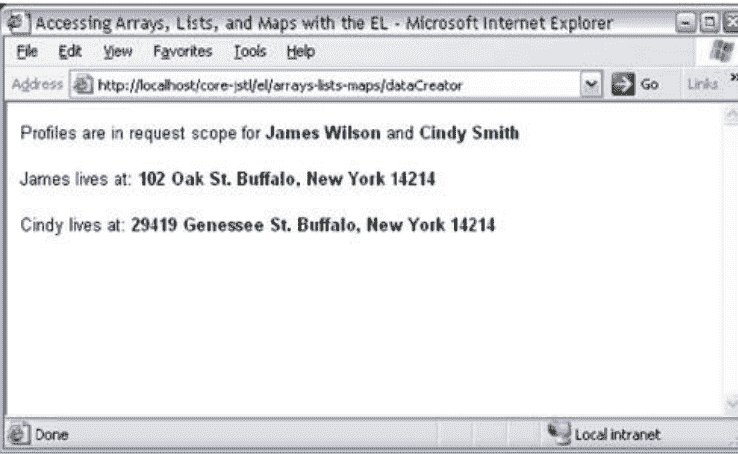 Accessing Arrays, Lists, and Maps with the EL - Microsoft Internet Explorer
File Edit View Favorites Tools Help
Address http://localhost/core-jstl/el/arrays-lists-maps/dataCreator Go Links »
Profiles are in request scope for James Wilson and Cindy Smith
James lives at: 102 Oak St. Buffalo, New York 14214
Cindy lives at: 29419 Genessee St. Buffalo, New York 14214
Done Local intranet